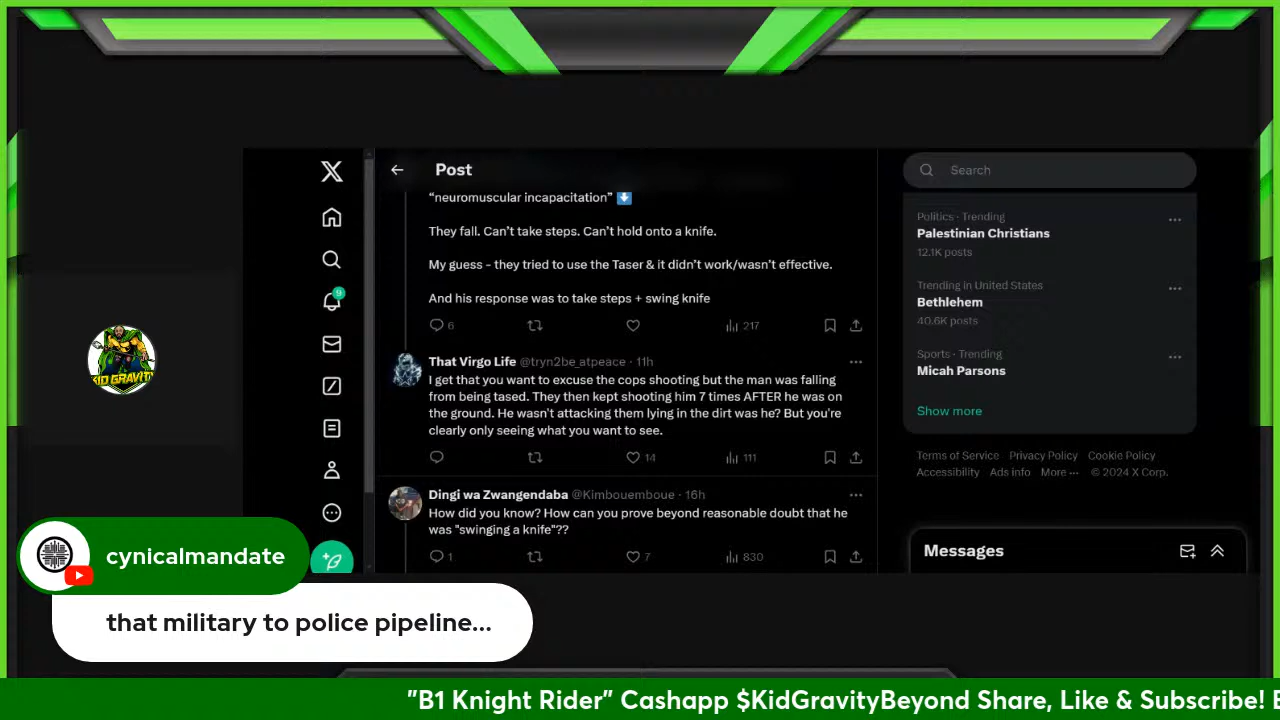 Post
"neuromuscular incapacitation" ⬇
They fall. Can't take steps. Can't hold onto a knife.
My guess - they tried to use the Taser & it didn't work/wasn't effective.
And his response was to take steps + swing knife
6
217
That Virgo Life @tryn2be_atpeace · 11h
I get that you want to excuse the cops shooting but the man was falling
from being tased. They then kept shooting him 7 times AFTER he was on
the ground. He wasn't attacking them lying in the dirt was he? But you're
clearly only seeing what you want to see.
14
111
Dingi wa Zwangendaba @Kimbouemboue · 16h
How did you know? How can you prove beyond reasonable doubt that he
was "swinging a knife"??
1
7
830
9
Search
Politics · Trending
Palestinian Christians
12.1K posts
Trending in United States
Bethlehem
40.6K posts
Sports · Trending
Micah Parsons
Show more
Terms of Service Privacy Policy Cookie Policy
Accessibility Ads info More ··· © 2024 X Corp.
Messages
KID GRAVITY
cynicalmandate
that military to police pipeline...
"B1 Knight Rider" Cashapp $KidGravityBeyond Share, Like & Subscribe!